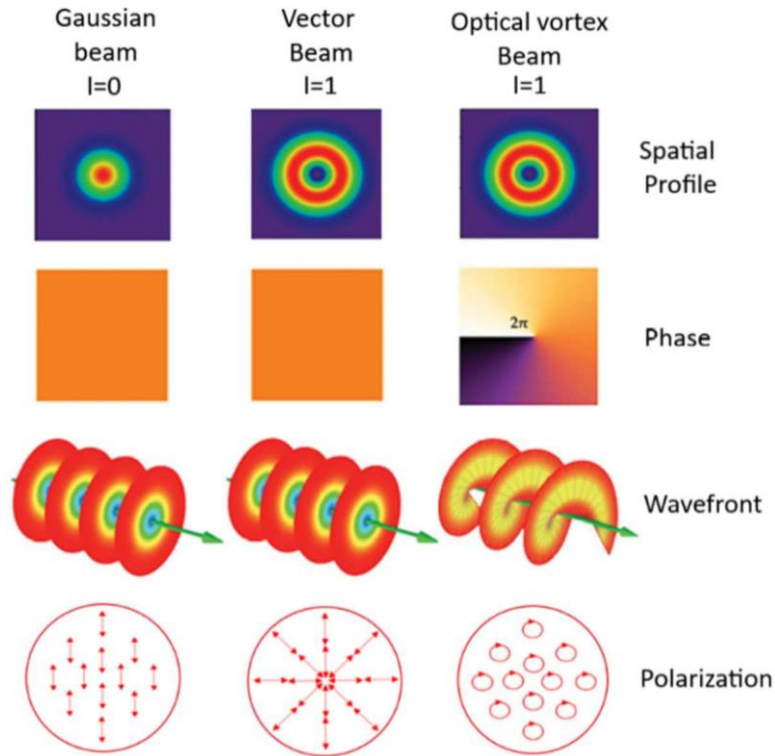 Gaussian
beam
l=0
Vector
Beam
l=1
Optical vortex
Beam
l=1
Spatial
Profile
2π
Phase
Wavefront
Polarization